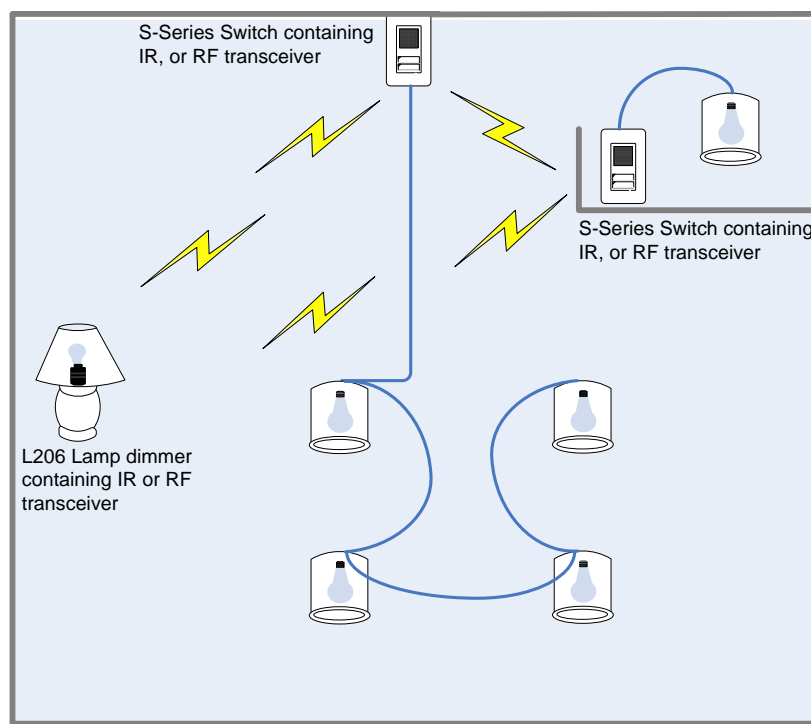 S-Series Switch containing
IR, or RF transceiver
S-Series Switch containing
IR, or RF transceiver
L206 Lamp dimmer
containing IR or RF
transceiver